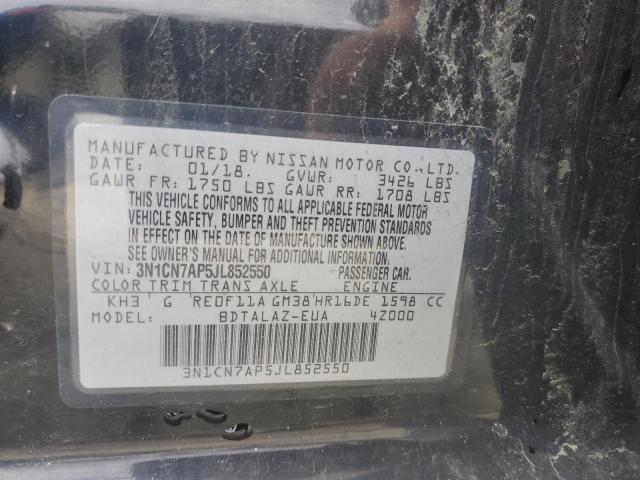 MANUFACTURED BY NISSAN MOTOR CO.,LTD.
DATE: 01/18. GVWR: 3426 LBS
GAWR FR: 1750 LBS GAWR RR: 1708 LBS
THIS VEHICLE CONFORMS TO ALL APPLICABLE FEDERAL MOTOR
VEHICLE SAFETY, BUMPER AND THEFT PREVENTION STANDARDS
IN EFFECT ON THE DATE OF MANUFACTURE SHOWN ABOVE.
SEE OWNER'S MANUAL FOR ADDITIONAL INFORMATION.
VIN: 3N1CN7AP5JL852550 PASSENGER CAR.
COLOR TRIM TRANS AXLE ENGINE
KH3 ' G ' RE0F11A GM38'HR16DE 1598 CC
MODEL: BDTALAZ-EUA 4Z000
3N1CN7AP5JL852550